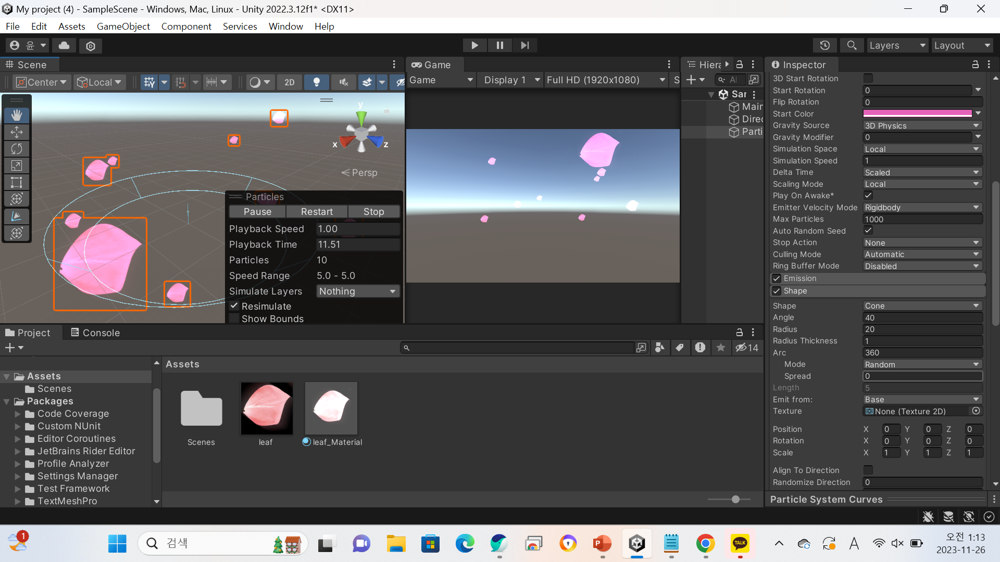 My project (4) - SampleScene - Windows, Mac, Linux - Unity 2022.3.12f1* <DX11>
File Edit Assets GameObject Component Services Window Help
윤
Layers Layout
Scene
Center Local 2D
y
x
z
Persp
Particles
Pause Restart Stop
Playback Speed 1.00
Playback Time 11.51
Particles 10
Speed Range 5.0 - 5.0
Simulate Layers Nothing
Resimulate
Show Bounds
Game
Game Display 1 Full HD (1920x1080) S
Hiera
All
Sar
Main
Direc
Parti
Inspector
3D Start Rotation
Start Rotation 0
Flip Rotation 0
Start Color
Gravity Source 3D Physics
Gravity Modifier 0
Simulation Space Local
Simulation Speed 1
Delta Time Scaled
Scaling Mode Local
Play On Awake*
Emitter Velocity Mode Rigidbody
Max Particles 1000
Auto Random Seed
Stop Action None
Culling Mode Automatic
Ring Buffer Mode Disabled
Emission
Shape
Shape Cone
Angle 40
Radius 20
Radius Thickness 1
Arc 360
Mode Random
Spread 0
Length 5
Emit from: Base
Texture None (Texture 2D)
Position X 0 Y 0 Z 0
Rotation X 0 Y 0 Z 0
Scale X 1 Y 1 Z 1
Align To Direction
Randomize Direction 0
Particle System Curves
Project Console
14
Assets
Scenes
Packages
Code Coverage
Custom NUnit
Editor Coroutines
JetBrains Rider Editor
Profile Analyzer
Settings Manager
Test Framework
TextMeshPro
Assets
Scenes leaf leaf_Material
1
검색
P
TALK
A
오전 1:13
2023-11-26